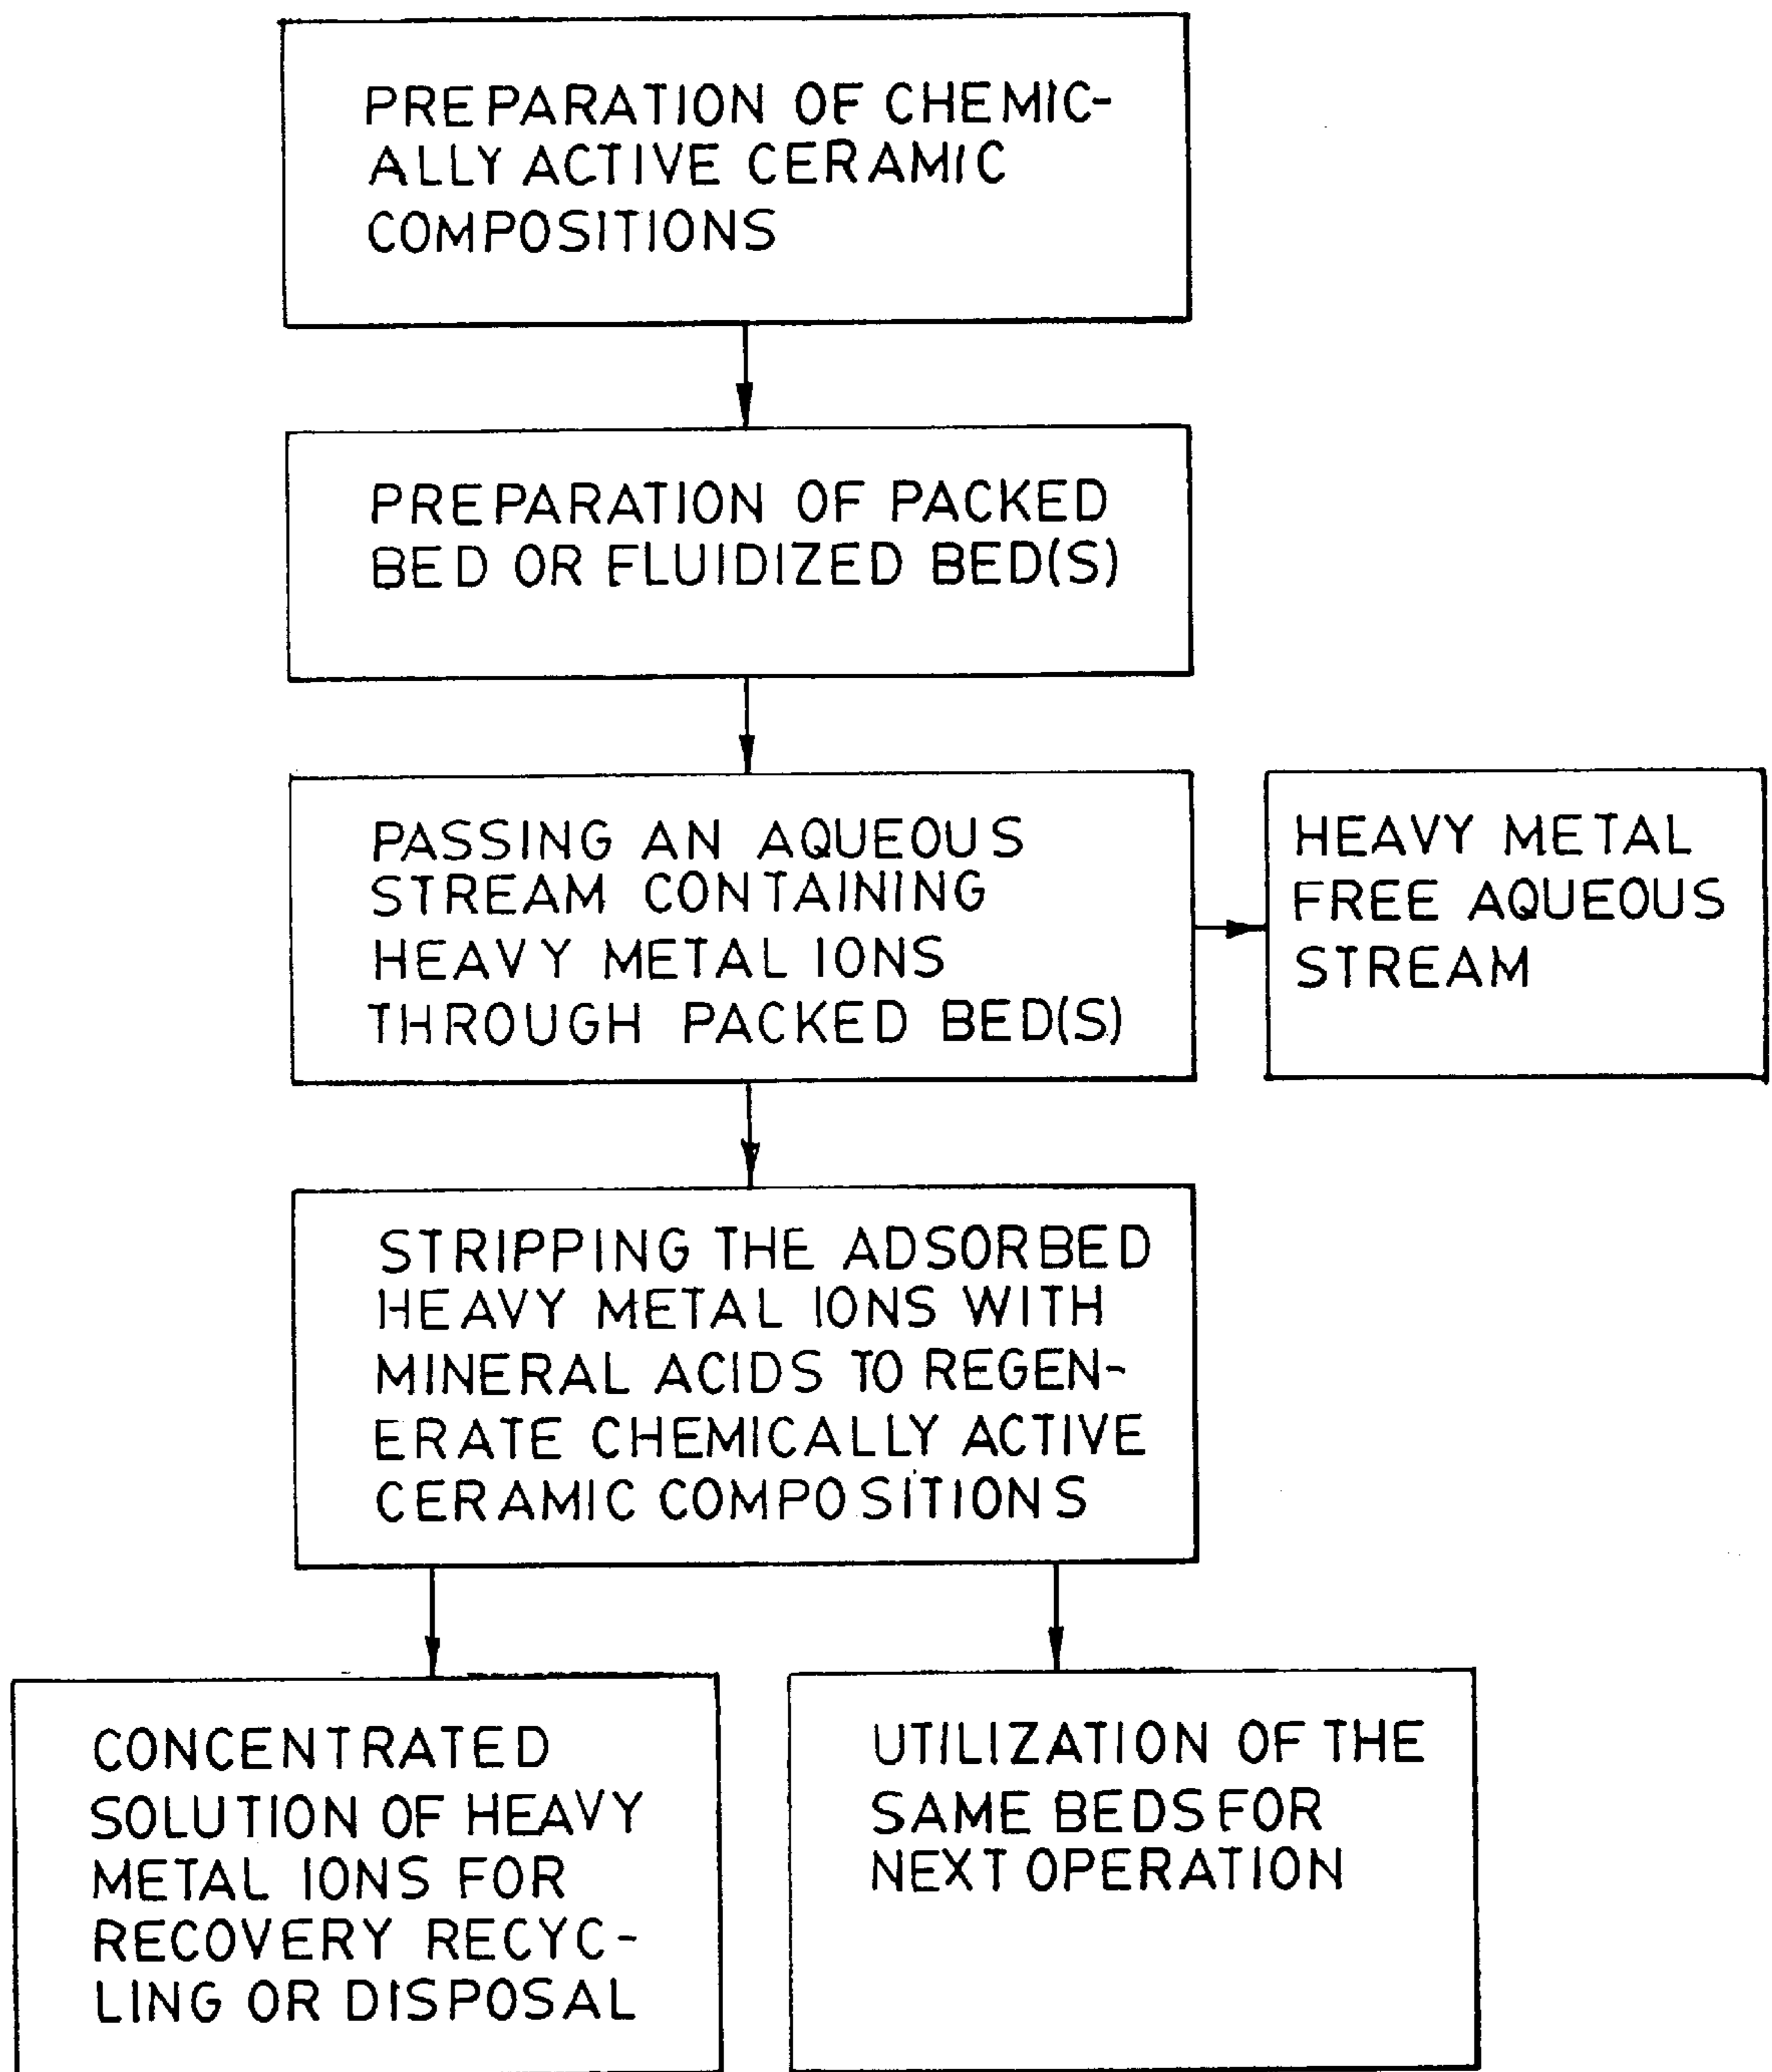 PREPARATION OF CHEMIC-
ALLY ACTIVE CERAMIC
COMPOSITIONS
PREPARATION OF PACKED
BED OR FLUIDIZED BED(S)
PASSING AN AQUEOUS
STREAM CONTAINING
HEAVY METAL IONS
THROUGH PACKED BED(S)
HEAVY METAL
FREE AQUEOUS
STREAM
STRIPPING THE ADSORBED
HEAVY METAL IONS WITH
MINERAL ACIDS TO REGEN-
ERATE CHEMICALLY ACTIVE
CERAMIC COMPOSITIONS
CONCENTRATED
SOLUTION OF HEAVY
METAL IONS FOR
RECOVERY RECYC-
LING OR DISPOSAL
UTILIZATION OF THE
SAME BEDS FOR
NEXT OPERATION